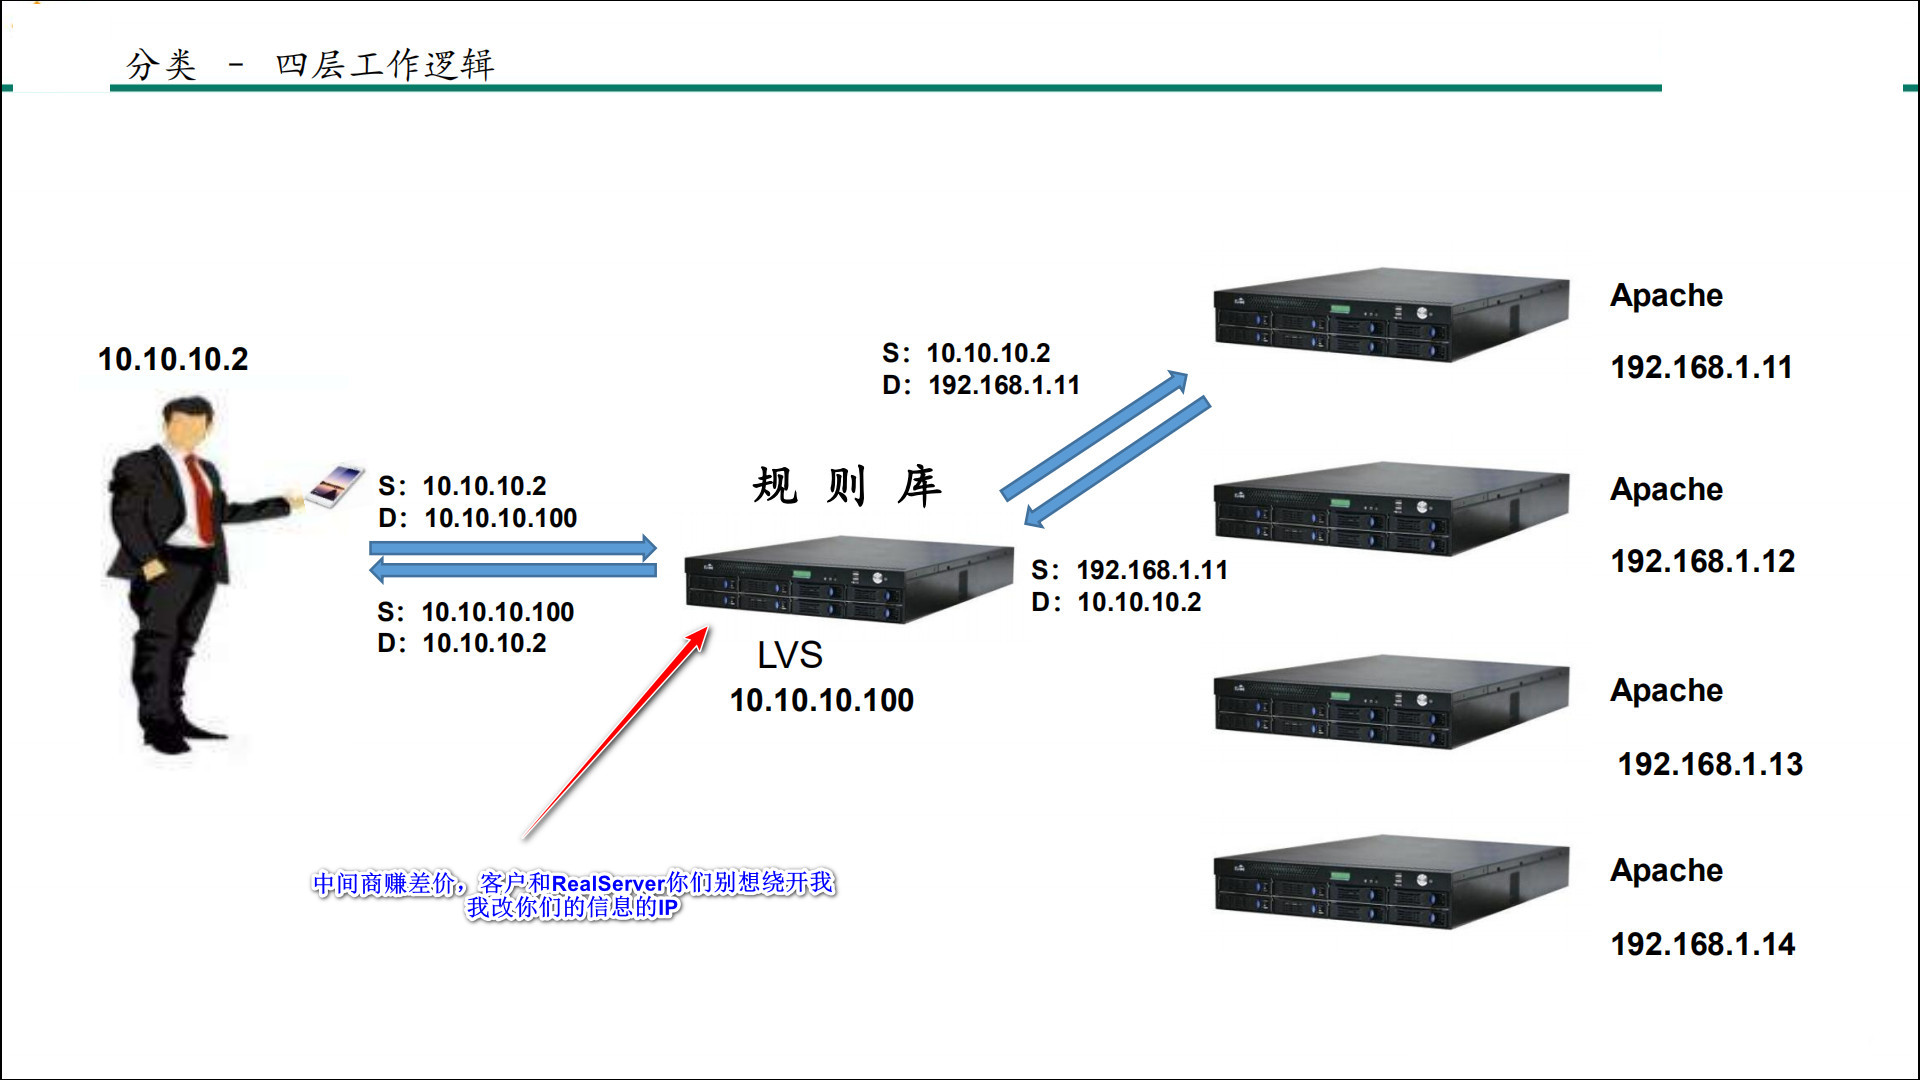 分类 - 四层工作逻辑
10.10.10.2
S：10.10.10.2
D：10.10.10.100
S：10.10.10.100
D：10.10.10.2
规 则 库
LVS
10.10.10.100
S：10.10.10.2
D：192.168.1.11
S：192.168.1.11
D：10.10.10.2
Apache
192.168.1.11
Apache
192.168.1.12
Apache
192.168.1.13
Apache
192.168.1.14
中间商赚差价，客户和RealServer你们别想绕开我
我改你们的信息的IP